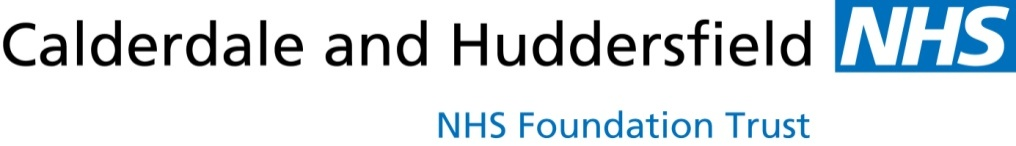 Calderdale and Huddersfield NHS
NHS Foundation Trust